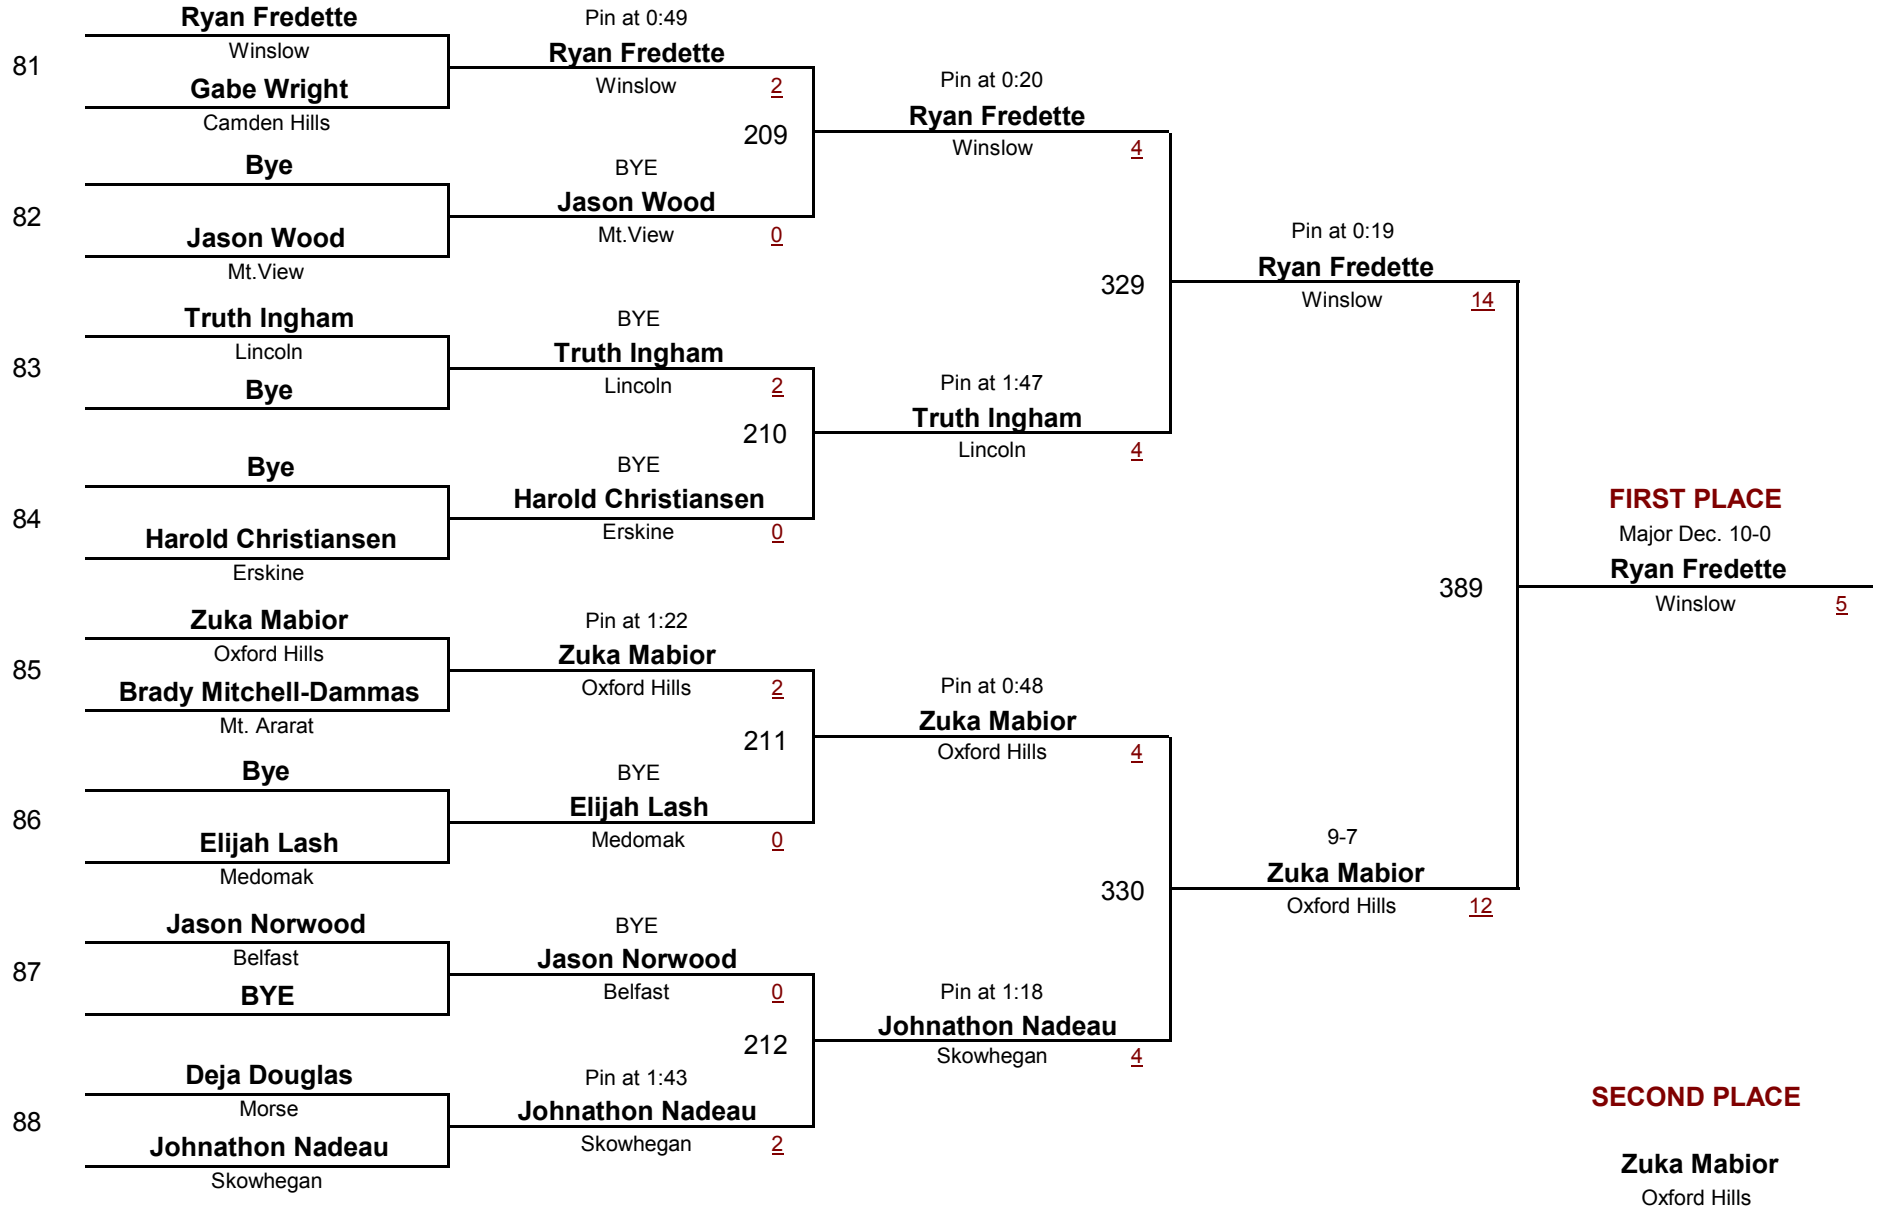 Ryan Fredette
Winslow
81
Gabe Wright
Camden Hills
Bye
82
Jason Wood
Mt.View
Truth Ingham
Lincoln
83
Bye
Bye
84
Harold Christiansen
Erskine
Zuka Mabior
Oxford Hills
85
Brady Mitchell-Dammas
Mt. Ararat
Bye
86
Elijah Lash
Medomak
Jason Norwood
Belfast
87
BYE
Deja Douglas
Morse
88
Johnathon Nadeau
Skowhegan
Pin at 0:49
Ryan Fredette
Winslow 2
209
BYE
Jason Wood
Mt.View 0
BYE
Truth Ingham
Lincoln 2
210
BYE
Harold Christiansen
Erskine 0
Pin at 1:22
Zuka Mabior
Oxford Hills 2
211
BYE
Elijah Lash
Medomak 0
BYE
Jason Norwood
Belfast 0
212
Pin at 1:43
Johnathon Nadeau
Skowhegan 2
Pin at 0:20
Ryan Fredette
Winslow 4
329
Pin at 1:47
Truth Ingham
Lincoln 4
Pin at 0:48
Zuka Mabior
Oxford Hills 4
330
Pin at 1:18
Johnathon Nadeau
Skowhegan 4
Pin at 0:19
Ryan Fredette
Winslow 14
389
9-7
Zuka Mabior
Oxford Hills 12
FIRST PLACE
Major Dec. 10-0
Ryan Fredette
Winslow 5
SECOND PLACE
Zuka Mabior
Oxford Hills